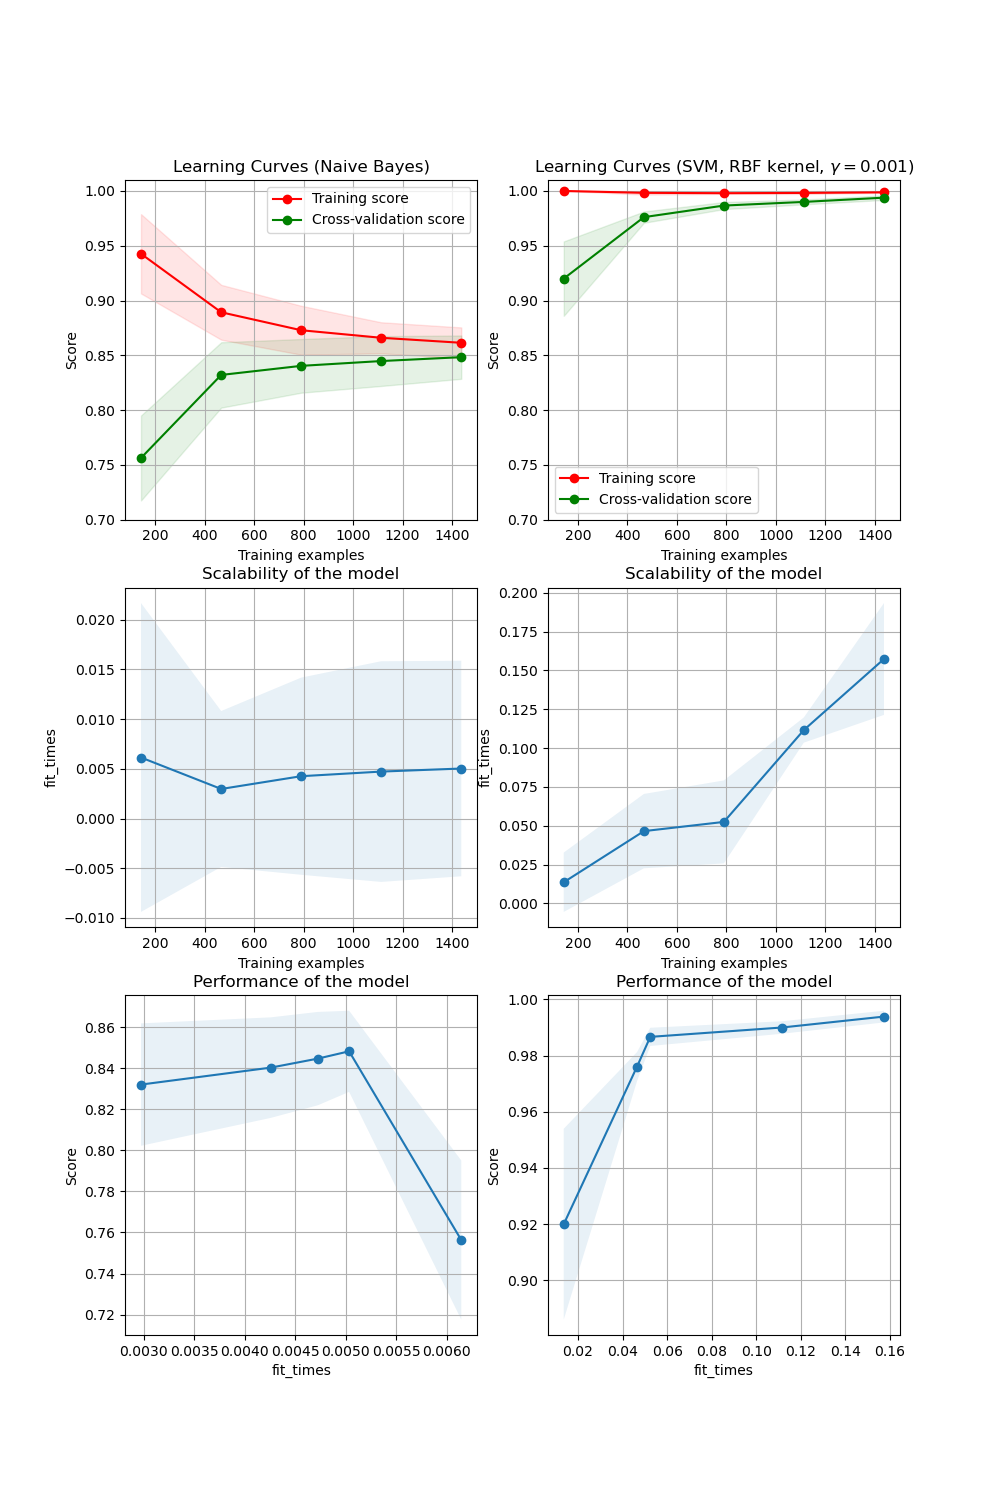 Learning Curves (Naive Bayes)
1.00
0.95
0.90
0.85
0.80
0.75
0.70
Score
Training score
Cross-validation score
200 400 600 800 1000 1200 1400
Training examples
Learning Curves (SVM, RBF kernel, γ = 0.001)
1.00
0.95
0.90
0.85
0.80
0.75
0.70
Score
Training score
Cross-validation score
200 400 600 800 1000 1200 1400
Training examples
Scalability of the model
0.020
0.015
0.010
0.005
0.000
−0.005
−0.010
fit_times
200 400 600 800 1000 1200 1400
Training examples
Scalability of the model
0.200
0.175
0.150
0.125
0.100
0.075
0.050
0.025
0.000
fit_times
200 400 600 800 1000 1200 1400
Training examples
Performance of the model
0.86
0.84
0.82
0.80
0.78
0.76
0.74
0.72
Score
0.0030 0.0035 0.0040 0.0045 0.0050 0.0055 0.0060
fit_times
Performance of the model
1.00
0.98
0.96
0.94
0.92
0.90
Score
0.02 0.04 0.06 0.08 0.10 0.12 0.14 0.16
fit_times